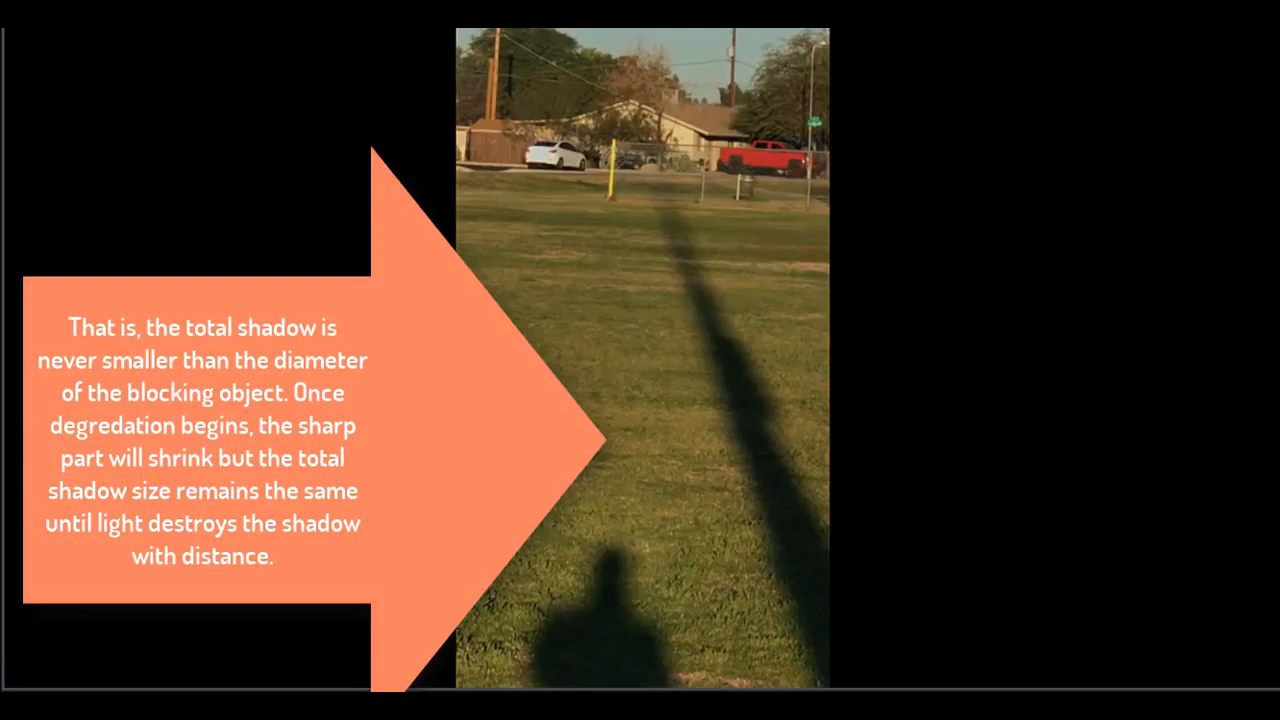 That is, the total shadow is
never smaller than the diameter
of the blocking object. Once
degredation begins, the sharp
part will shrink but the total
shadow size remains the same
until light destroys the shadow
with distance.